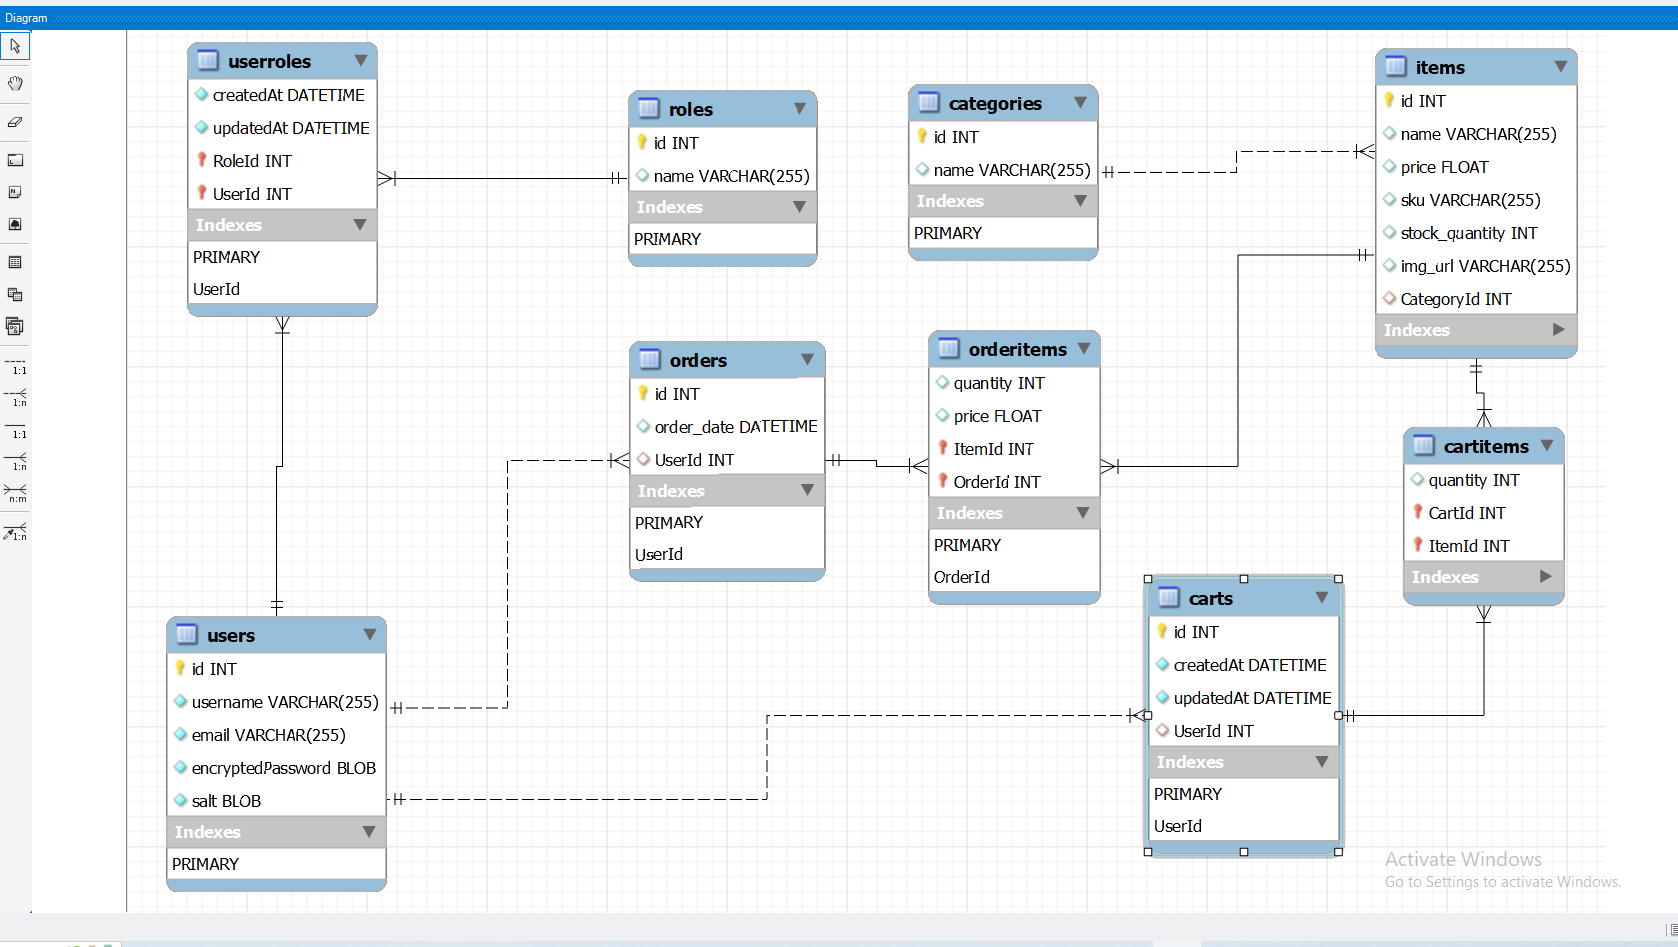 Diagram
userroles
createdAt DATETIME
updatedAt DATETIME
RoleId INT
UserId INT
Indexes
PRIMARY
UserId
roles
id INT
name VARCHAR(255)
Indexes
PRIMARY
categories
id INT
name VARCHAR(255)
Indexes
PRIMARY
items
id INT
name VARCHAR(255)
price FLOAT
sku VARCHAR(255)
stock_quantity INT
img_url VARCHAR(255)
CategoryId INT
Indexes
orders
id INT
order_date DATETIME
UserId INT
Indexes
PRIMARY
UserId
orderitems
quantity INT
price FLOAT
ItemId INT
OrderId INT
Indexes
PRIMARY
OrderId
cartitems
quantity INT
CartId INT
ItemId INT
Indexes
users
id INT
username VARCHAR(255)
email VARCHAR(255)
encryptedPassword BLOB
salt BLOB
Indexes
PRIMARY
carts
id INT
createdAt DATETIME
updatedAt DATETIME
UserId INT
Indexes
PRIMARY
UserId
1:1
1:n
1:1
1:n
n:m
1:n
Activate Windows
Go to Settings to activate Windows.